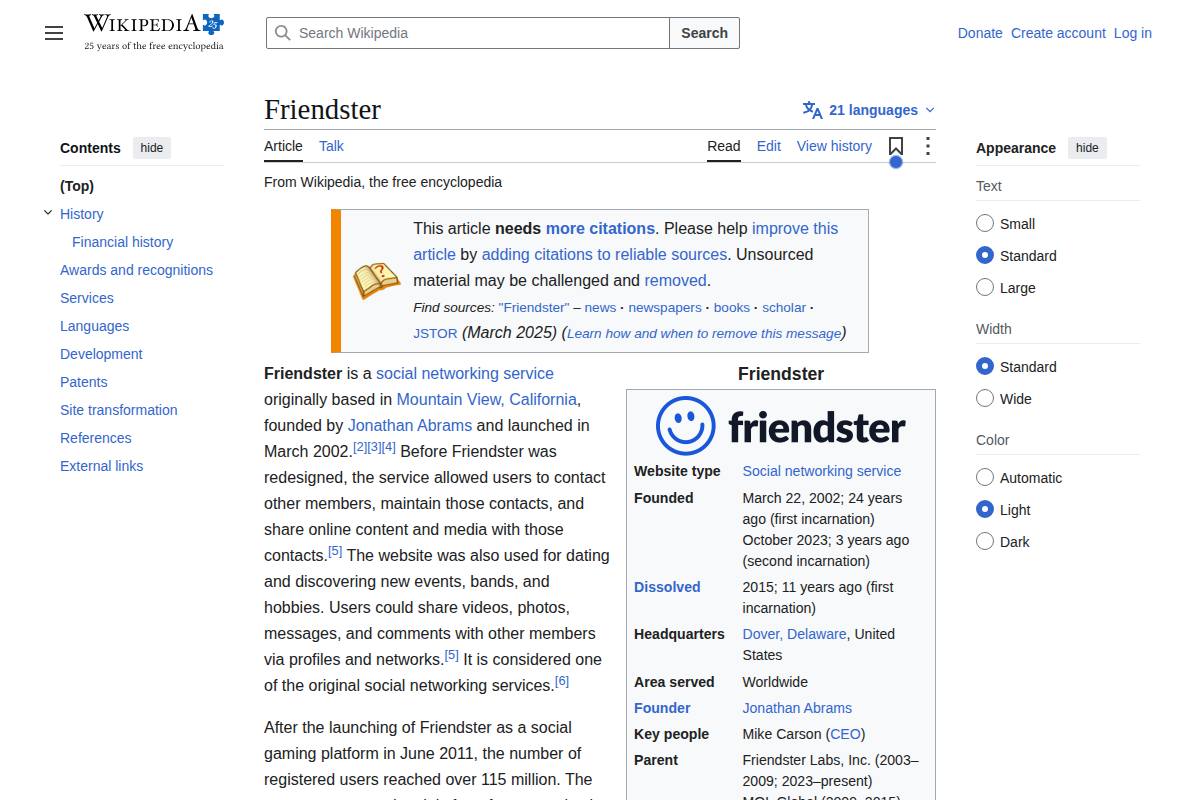 WIKIPEDIA 25
25 years of the free encyclopedia
Search Wikipedia
Search
Donate Create account Log in
Friendster
21 languages
Contents hide
(Top)
History
Financial history
Awards and recognitions
Services
Languages
Development
Patents
Site transformation
References
External links
Article Talk
Read Edit View history
From Wikipedia, the free encyclopedia
This article needs more citations. Please help improve this
article by adding citations to reliable sources. Unsourced
material may be challenged and removed.
Find sources: "Friendster" – news · newspapers · books · scholar ·
JSTOR (March 2025) (Learn how and when to remove this message)
Friendster is a social networking service
originally based in Mountain View, California,
founded by Jonathan Abrams and launched in
March 2002.[2][3][4] Before Friendster was
redesigned, the service allowed users to contact
other members, maintain those contacts, and
share online content and media with those
contacts.[5] The website was also used for dating
and discovering new events, bands, and
hobbies. Users could share videos, photos,
messages, and comments with other members
via profiles and networks.[5] It is considered one
of the original social networking services.[6]
After the launching of Friendster as a social
gaming platform in June 2011, the number of
registered users reached over 115 million. The
Friendster
friendster
Website type Social networking service
Founded March 22, 2002; 24 years
ago (first incarnation)
October 2023; 3 years ago
(second incarnation)
Dissolved 2015; 11 years ago (first
incarnation)
Headquarters Dover, Delaware, United
States
Area served Worldwide
Founder Jonathan Abrams
Key people Mike Carson (CEO)
Parent Friendster Labs, Inc. (2003–
2009; 2023–present)
Appearance hide
Text
Small
Standard
Large
Width
Standard
Wide
Color
Automatic
Light
Dark